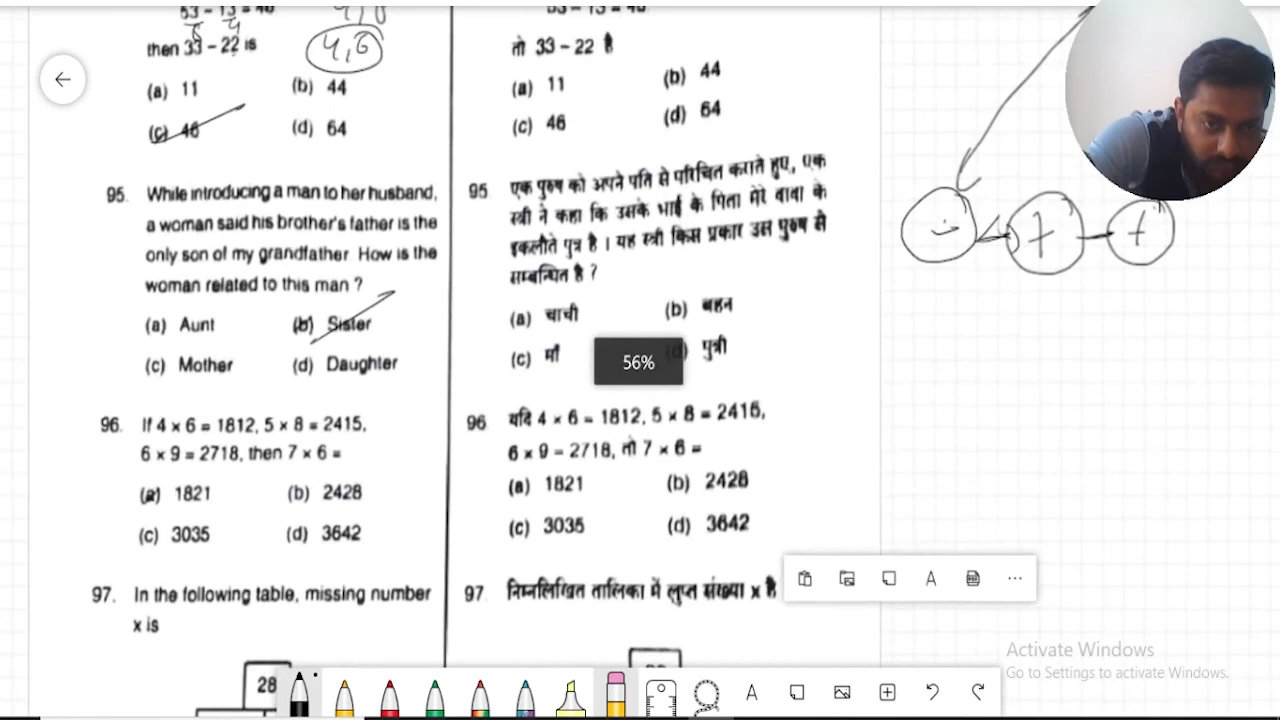 53 - 13 = 40
then 33 - 22 is
(a) 11
(b) 44
(c) 46
(d) 64
4,6
95. While introducing a man to her husband,
a woman said his brother's father is the
only son of my grandfather. How is the
woman related to this man ?
(a) Aunt
(b) Sister
(c) Mother
(d) Daughter
96. If 4 × 6 = 1812, 5 × 8 = 2415,
6 × 9 = 2718, then 7 × 6 =
(a) 1821
(b) 2428
(c) 3035
(d) 3642
97. In the following table, missing number
x is
28
तो 33 - 22 है
(a) 11
(b) 44
(c) 46
(d) 64
95. एक पुरुष को अपने पति से परिचित कराते हुए, एक
स्त्री ने कहा कि उसके भाई के पिता मेरे बाबा के
इकलौते पुत्र है । यह स्त्री किस प्रकार उस पुरुष से
सम्बन्धित है ?
(a) चाची
(b) बहन
(c) माँ
(d) पुत्री
56%
96 यदि 4 × 6 = 1812, 5 × 8 = 2415,
6 × 9 = 2718, तो 7 × 6 =
(a) 1821
(b) 2428
(c) 3035
(d) 3642
97 निम्नलिखित तालिका में लुप्त संख्या x है
Activate Windows
Go to Settings to activate Windows.